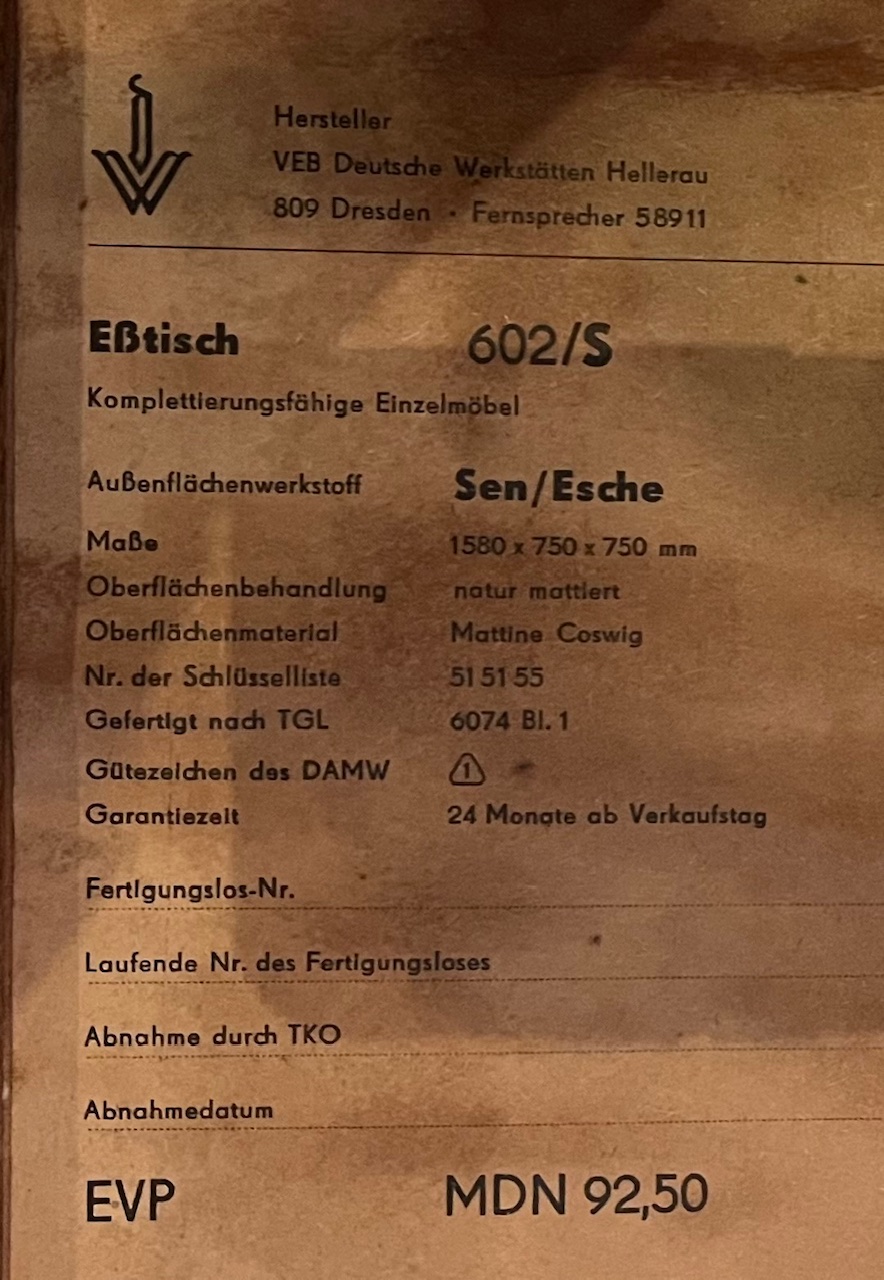 Hersteller
VEB Deutsche Werkstätten Hellerau
809 Dresden · Fernsprecher 58911
Eßtisch 602/S
Komplettierungsfähige Einzelmöbel
Außenflächenwerkstoff Sen/Esche
Maße 1580 x 750 x 750 mm
Oberflächenbehandlung natur mattiert
Oberflächenmaterial Mattine Coswig
Nr. der Schlüsselliste 51 51 55
Gefertigt nach TGL 6074 Bl. 1
Gütezeichen des DAMW 1
Garantiezeit 24 Monate ab Verkaufstag
Fertigungslos-Nr.
Laufende Nr. des Fertigungsloses
Abnahme durch TKO
Abnahmedatum
EVP MDN 92,50